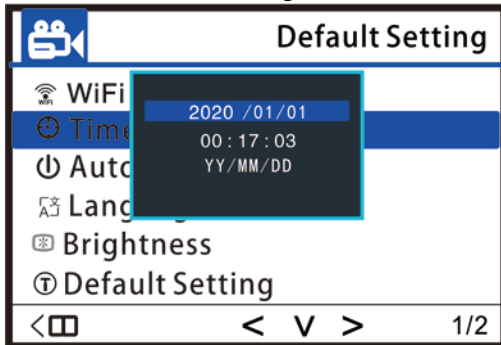 Default Setting
WiFi
WiFi
2020 /01/01
Time
00:17:03
Auto
YY/MM/DD
Lang
Brightness
T Default Setting
< V > 1/2